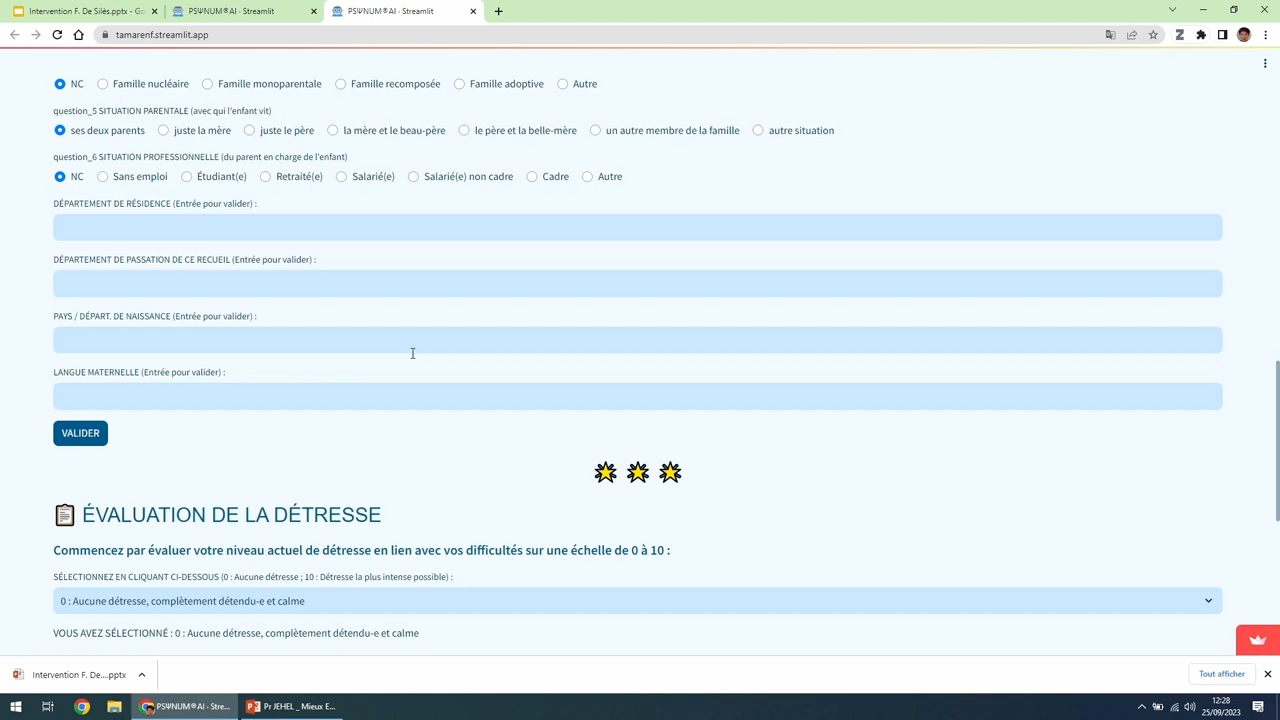 Intervention F. De Silès.pptx - Go
PSΨNUM®AI · Streamlit
PSΨNUM®AI · Streamlit
tamarenf.streamlit.app
NC Famille nucléaire Famille monoparentale Famille recomposée Famille adoptive Autre
question_5 SITUATION PARENTALE (avec qui l'enfant vit)
ses deux parents juste la mère juste le père la mère et le beau-père le père et la belle-mère un autre membre de la famille autre situation
question_6 SITUATION PROFESSIONNELLE (du parent en charge de l'enfant)
NC Sans emploi Étudiant(e) Retraité(e) Salarié(e) Salarié(e) non cadre Cadre Autre
DÉPARTEMENT DE RÉSIDENCE (Entrée pour valider) :
DÉPARTEMENT DE PASSATION DE CE RECUEIL (Entrée pour valider) :
PAYS / DÉPART. DE NAISSANCE (Entrée pour valider) :
LANGUE MATERNELLE (Entrée pour valider) :
VALIDER
ÉVALUATION DE LA DÉTRESSE
Commencez par évaluer votre niveau actuel de détresse en lien avec vos difficultés sur une échelle de 0 à 10 :
SÉLECTIONNEZ EN CLIQUANT CI-DESSOUS (0 : Aucune détresse ; 10 : Détresse la plus intense possible) :
0 : Aucune détresse, complètement détendu-e et calme
VOUS AVEZ SÉLECTIONNÉ : 0 : Aucune détresse, complètement détendu-e et calme
Intervention F. De....pptx
Tout afficher
PSΨNUM®AI · Stre...
Pr JEHEL _ Mieux E...
12:28
25/09/2023